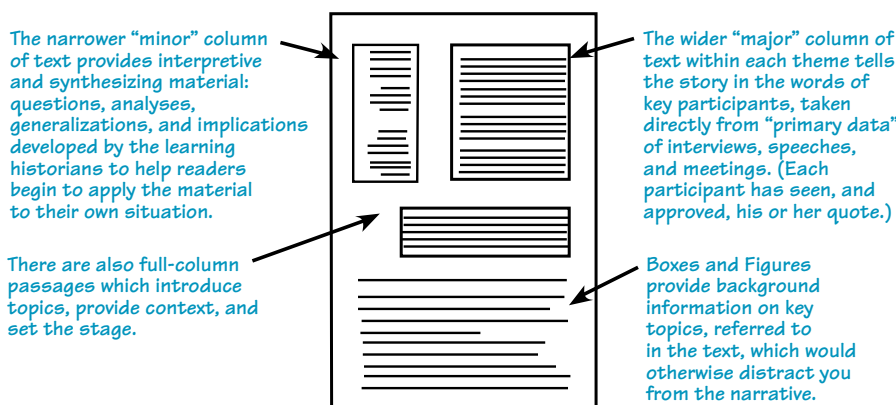 The narrower “minor” column
of text provides interpretive
and synthesizing material:
questions, analyses,
generalizations, and implications
developed by the learning
historians to help readers
begin to apply the material
to their own situation.
There are also full-column
passages which introduce
topics, provide context, and
set the stage.
The wider “major” column of
text within each theme tells
the story in the words of
key participants, taken
directly from “primary data”
of interviews, speeches,
and meetings. (Each
participant has seen, and
approved, his or her quote.)
Boxes and Figures
provide background
information on key
topics, referred to
in the text, which would
otherwise distract you
from the narrative.